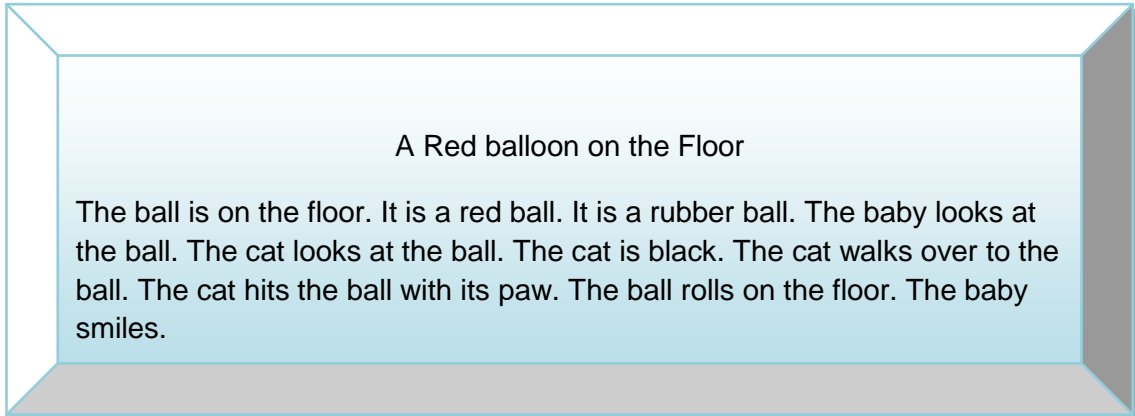 A Red balloon on the Floor
The ball is on the floor. It is a red ball. It is a rubber ball. The baby looks at
the ball. The cat looks at the ball. The cat is black. The cat walks over to the
ball. The cat hits the ball with its paw. The ball rolls on the floor. The baby
smiles.